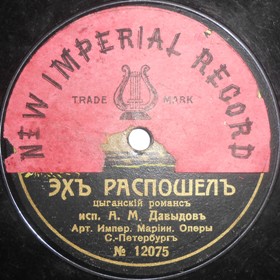 NEW IMPERIAL RECORD
TRADE MARK
ЭХЪ РАСПОШЕЛЪ
цыганскій романсъ
исп. А. М. Давыдовъ
Арт. Импер. Маріин. Оперы
С.-Петербургъ
№ 12075